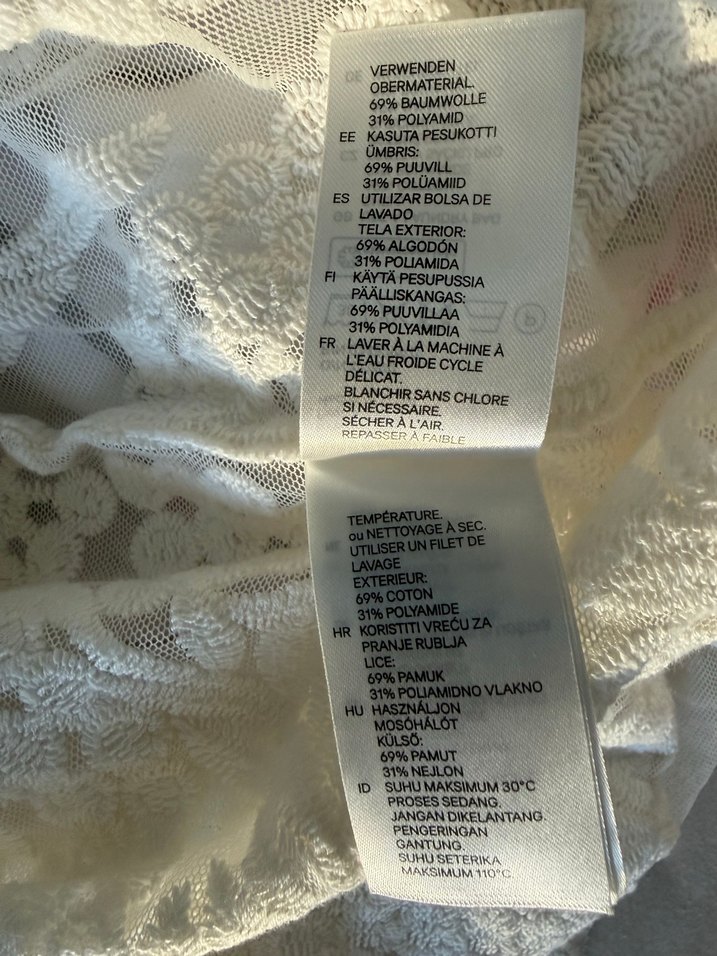 VERWENDEN
OBERMATERIAL.
69% BAUMWOLLE
31% POLYAMID
EE KASUTA PESUKOTTI
ÜMBRIS:
69% PUUVILL
31% POLÜAMIID
ES UTILIZAR BOLSA DE
LAVADO
TELA EXTERIOR:
69% ALGODÓN
31% POLIAMIDA
FI KÄYTÄ PESUPUSSIA
PÄÄLLISKANGAS:
69% PUUVILLAA
31% POLYAMIDIA
FR LAVER À LA MACHINE À
L'EAU FROIDE CYCLE
DÉLICAT.
BLANCHIR SANS CHLORE
SI NÉCESSAIRE.
SÉCHER À L'AIR.
REPASSER À FAIBLE
TEMPÉRATURE.
ou NETTOYAGE À SEC.
UTILISER UN FILET DE
LAVAGE
EXTERIEUR:
69% COTON
31% POLYAMIDE
HR KORISTITI VREĆU ZA
PRANJE RUBLJA
LICE:
69% PAMUK
31% POLIAMIDNO VLAKNO
HU HASZNÁLJON
MOSÓHÁLÓT
KÜLSŐ:
69% PAMUT
31% NEJLON
ID SUHU MAKSIMUM 30°C
PROSES SEDANG.
JANGAN DIKELANTANG.
PENGERINGAN
GANTUNG.
SUHU SETERIKA
MAKSIMUM 110°C